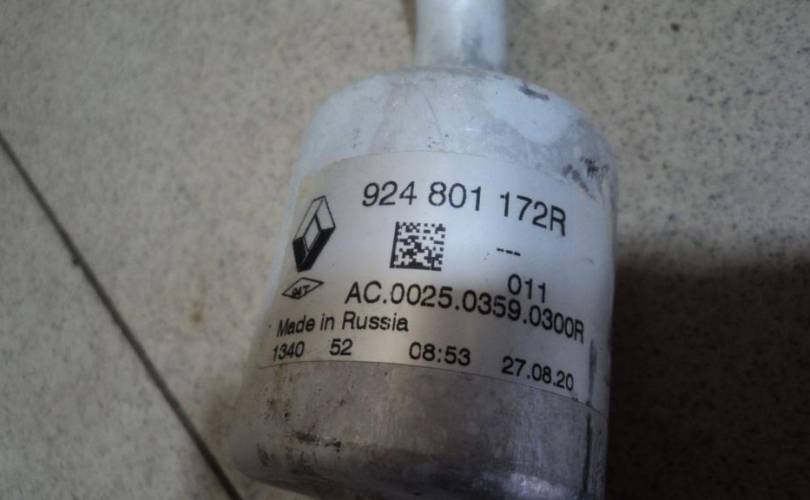 924 801 172R
---
011
AC.0025.0359.0300R
Made in Russia
1340 52 08:53 27.08.20